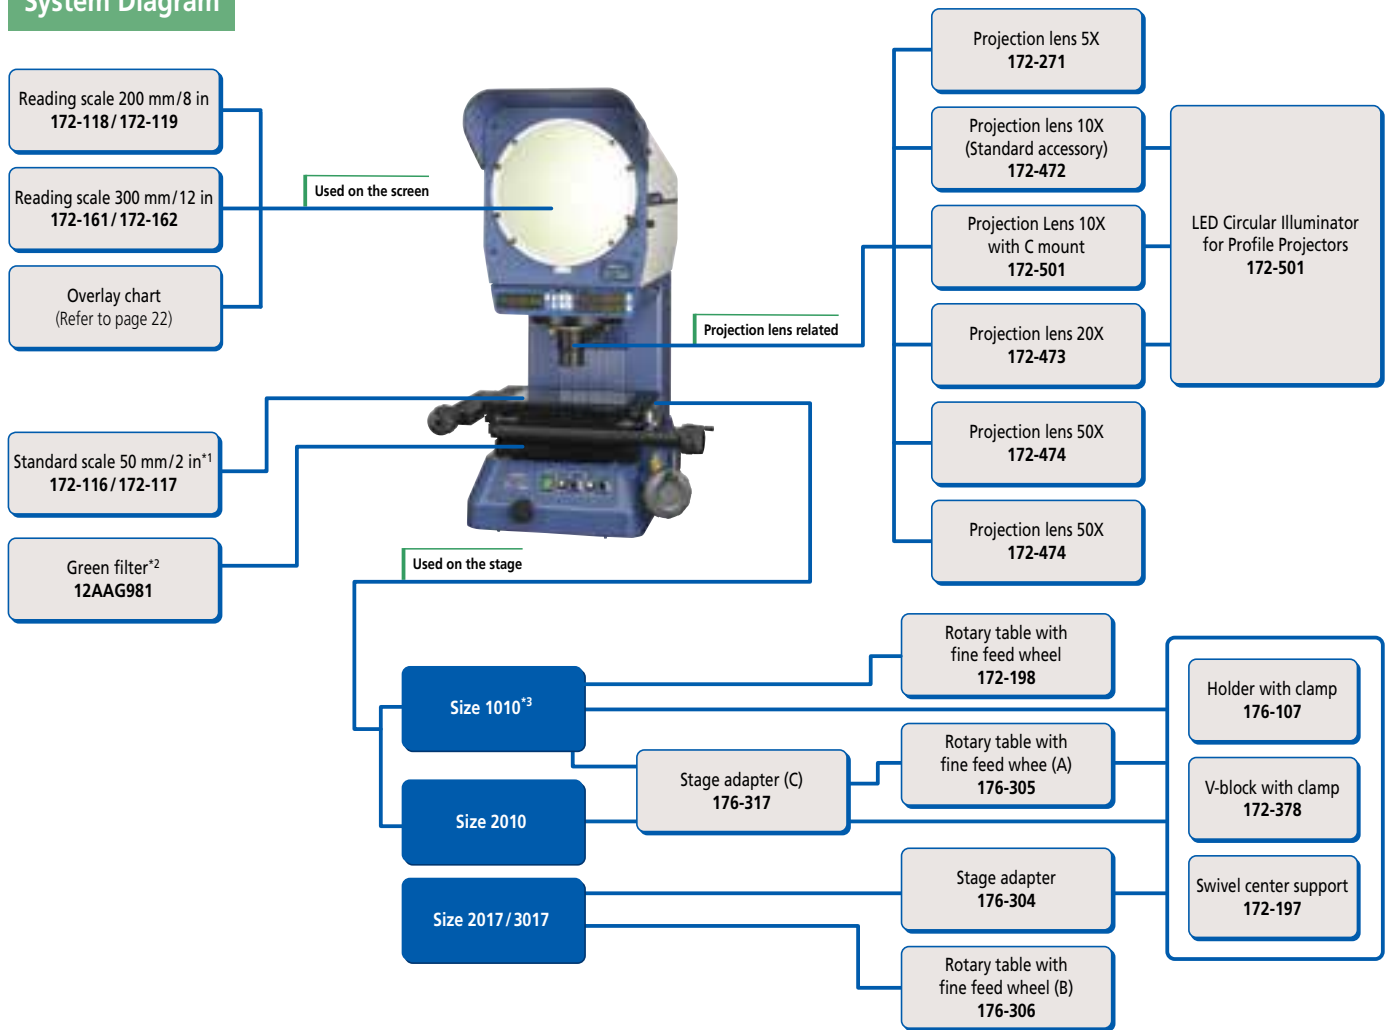 System Diagram
Reading scale 200 mm/8 in
172-118/172-119
Reading scale 300 mm/12 in
172-161/172-162
Overlay chart
(Refer to page 22)
Used on the screen
Standard scale 50 mm/2 in*1
172-116/172-117
Green filter*2
12AAG981
Projection lens related
Projection lens 5X
172-271
Projection lens 10X
(Standard accessory)
172-472
Projection Lens 10X
with C mount
172-501
Projection lens 20X
172-473
Projection lens 50X
172-474
Projection lens 50X
172-474
LED Circular Illuminator
for Profile Projectors
172-501
Used on the stage
Size 1010*3
Size 2010
Size 2017/3017
Stage adapter (C)
176-317
Rotary table with
fine feed wheel
172-198
Rotary table with
fine feed whee (A)
176-305
Stage adapter
176-304
Rotary table with
fine feed wheel (B)
176-306
Holder with clamp
176-107
V-block with clamp
172-378
Swivel center support
172-197